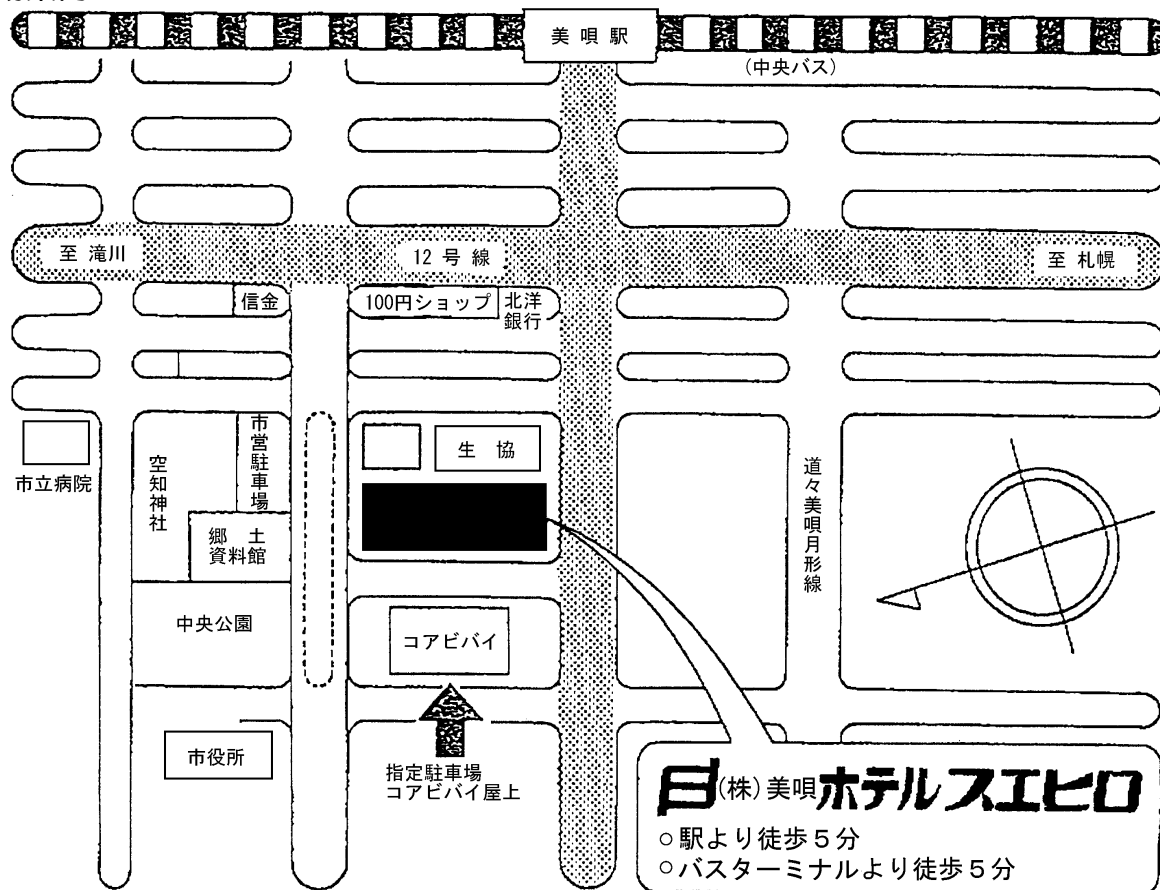 美唄駅
(中央バス)
至 滝川
12 号 線
至 札幌
信金
100円ショップ
北洋
銀行
市営駐車場
生 協
市立病院
空知神社
郷 土
資料館
道々美唄月形線
中央公園
コアビバイ
市役所
指定駐車場
コアビバイ屋上
(株)美唄ホテルスエヒロ
○駅より徒歩5分
○バスターミナルより徒歩5分